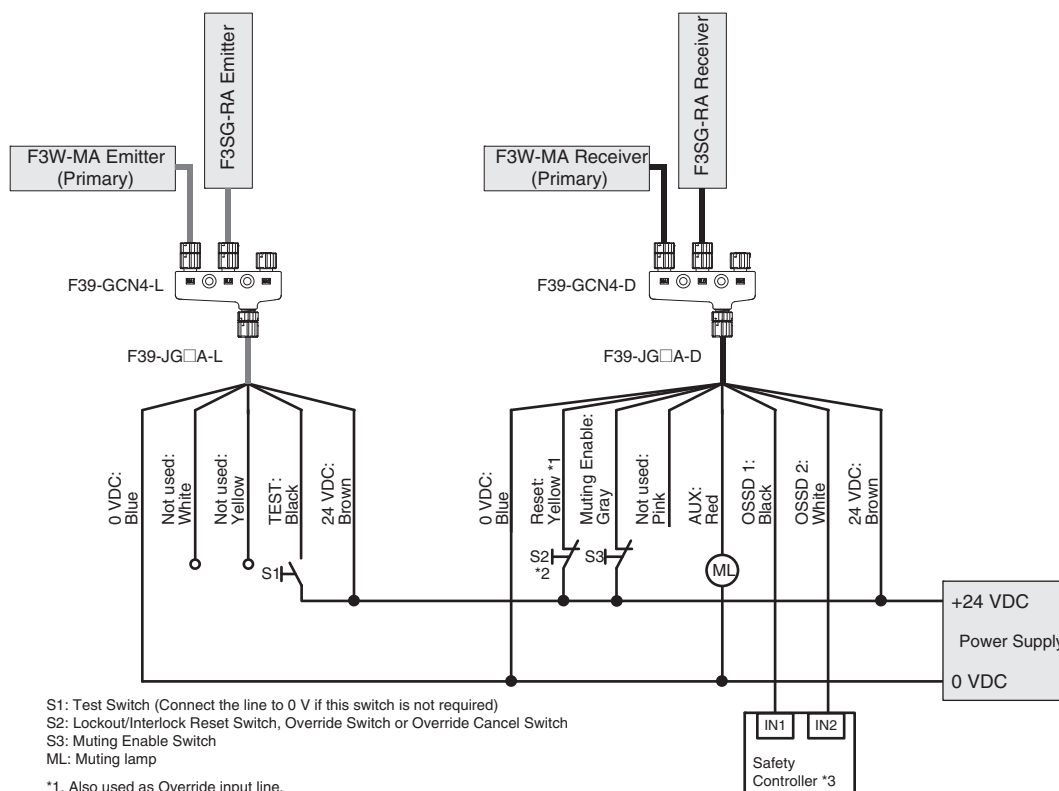 F3SG-RA Emitter
F3W-MA Emitter
(Primary)
F39-GCN4-L
F39-JG□A-L
F3SG-RA Receiver
F3W-MA Receiver
(Primary)
F39-GCN4-D
F39-JG□A-D
0 VDC:
Blue
Not used:
White
Not used:
Yellow
TEST:
Black
24 VDC:
Brown
0 VDC:
Blue
Reset:
Yellow *1
Muting Enable:
Gray
Not used:
Pink
AUX:
Red
OSSD 1:
Black
OSSD 2:
White
24 VDC:
Brown
S1
S2
*2
S3
ML
+24 VDC
Power Supply
0 VDC
IN1
IN2
Safety
Controller *3
S1: Test Switch (Connect the line to 0 V if this switch is not required)
S2: Lockout/Interlock Reset Switch, Override Switch or Override Cancel Switch
S3: Muting Enable Switch
ML: Muting lamp
*1. Also used as Override input line.